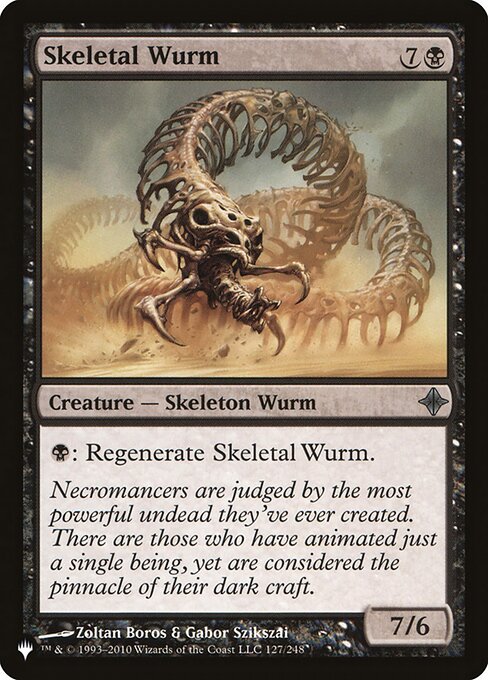 Skeletal Wurm 7
Creature — Skeleton Wurm
: Regenerate Skeletal Wurm.
Necromancers are judged by the most
powerful undead they've ever created.
There are those who have animated just
a single being, yet are considered the
pinnacle of their dark craft.
Zoltan Boros & Gabor Szikszai
7/6
™ & © 1993–2010 Wizards of the Coast LLC 127/248